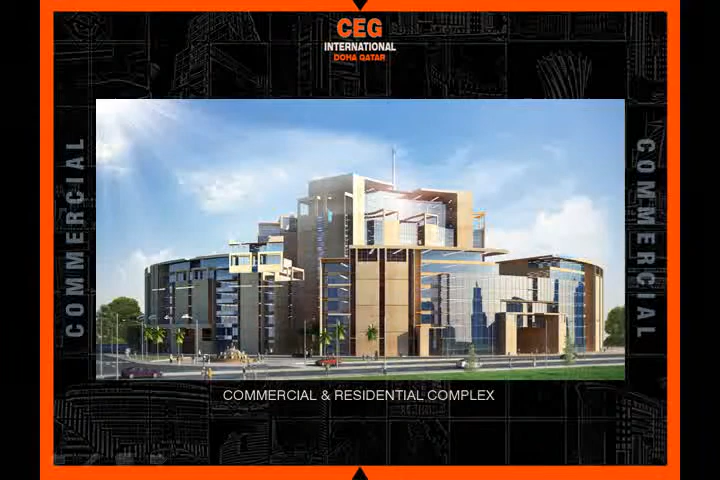 CEG
INTERNATIONAL
DOHA QATAR
COMMERCIAL
COMMERCIAL
COMMERCIAL & RESIDENTIAL COMPLEX